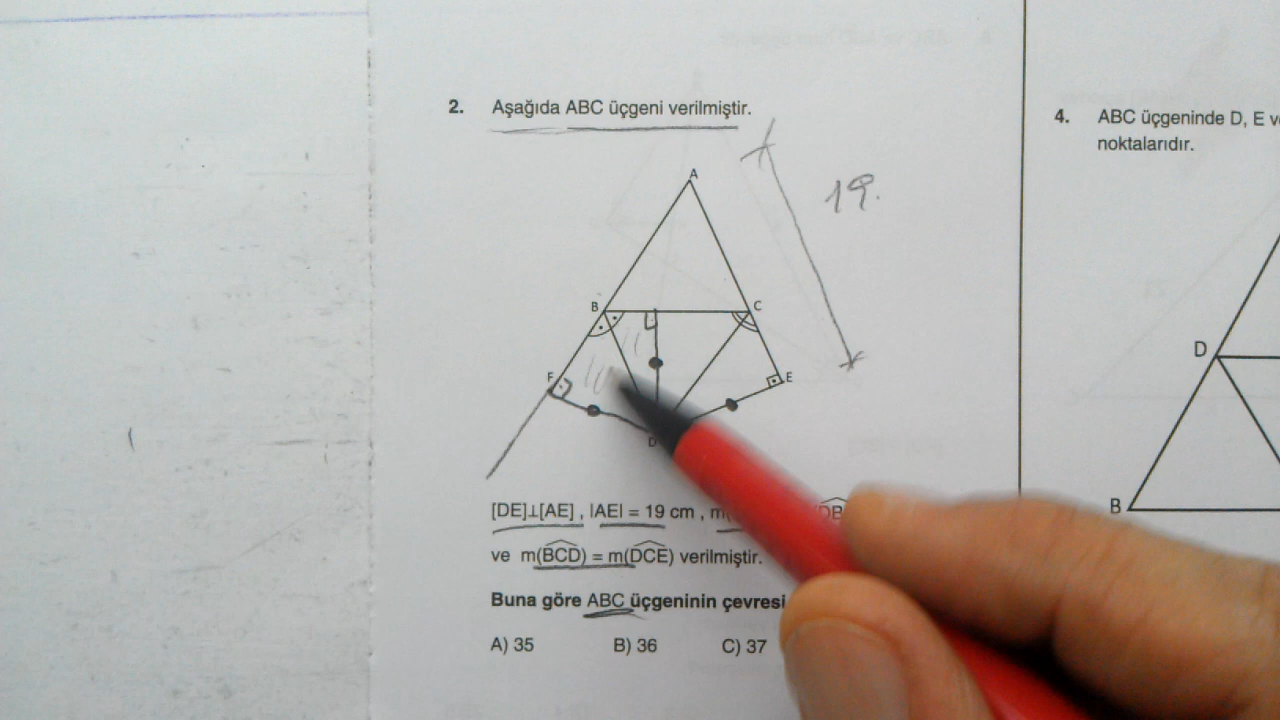 2. Aşağıda ABC üçgeni verilmiştir.
19.
A
B
C
F
E
D
[DE]⊥[AE] , |AE| = 19 cm ,
ve m(BCD) = m(DCE) verilmiştir.
Buna göre ABC üçgeninin çevresi
A) 35 B) 36 C) 37
4. ABC üçgeninde D, E
noktalarıdır.
D
B